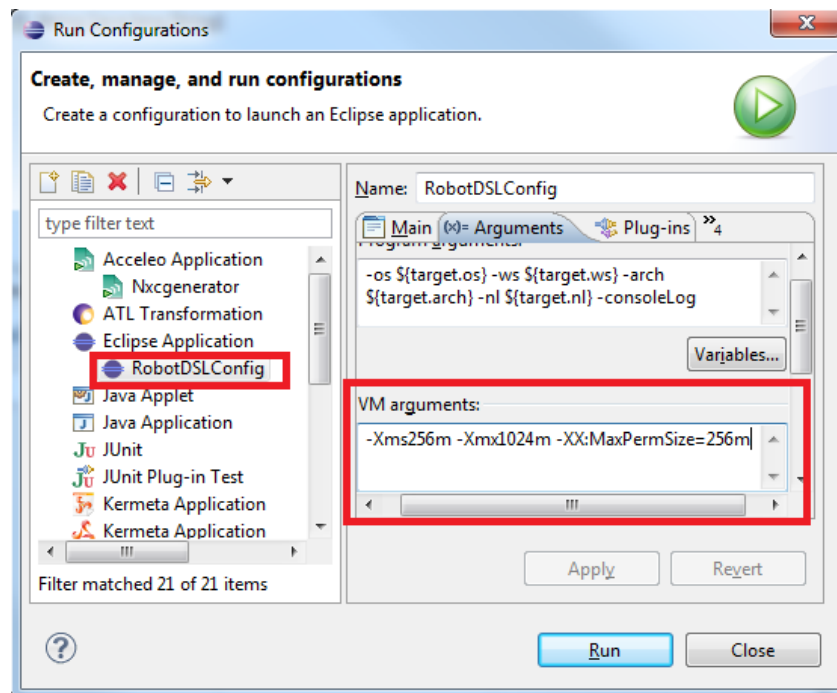 Run Configurations
Create, manage, and run configurations
Create a configuration to launch an Eclipse application.
type filter text
Acceleo Application
Nxcgenerator
ATL Transformation
Eclipse Application
RobotDSLConfig
Java Applet
Java Application
JUnit
JUnit Plug-in Test
Kermeta Application
Kermeta Application
Filter matched 21 of 21 items
Name: RobotDSLConfig
Main (x)= Arguments Plug-ins »4
Program arguments:
-os ${target.os} -ws ${target.ws} -arch
${target.arch} -nl ${target.nl} -consoleLog
Variables...
VM arguments:
-Xms256m -Xmx1024m -XX:MaxPermSize=256m
Apply Revert
Run Close